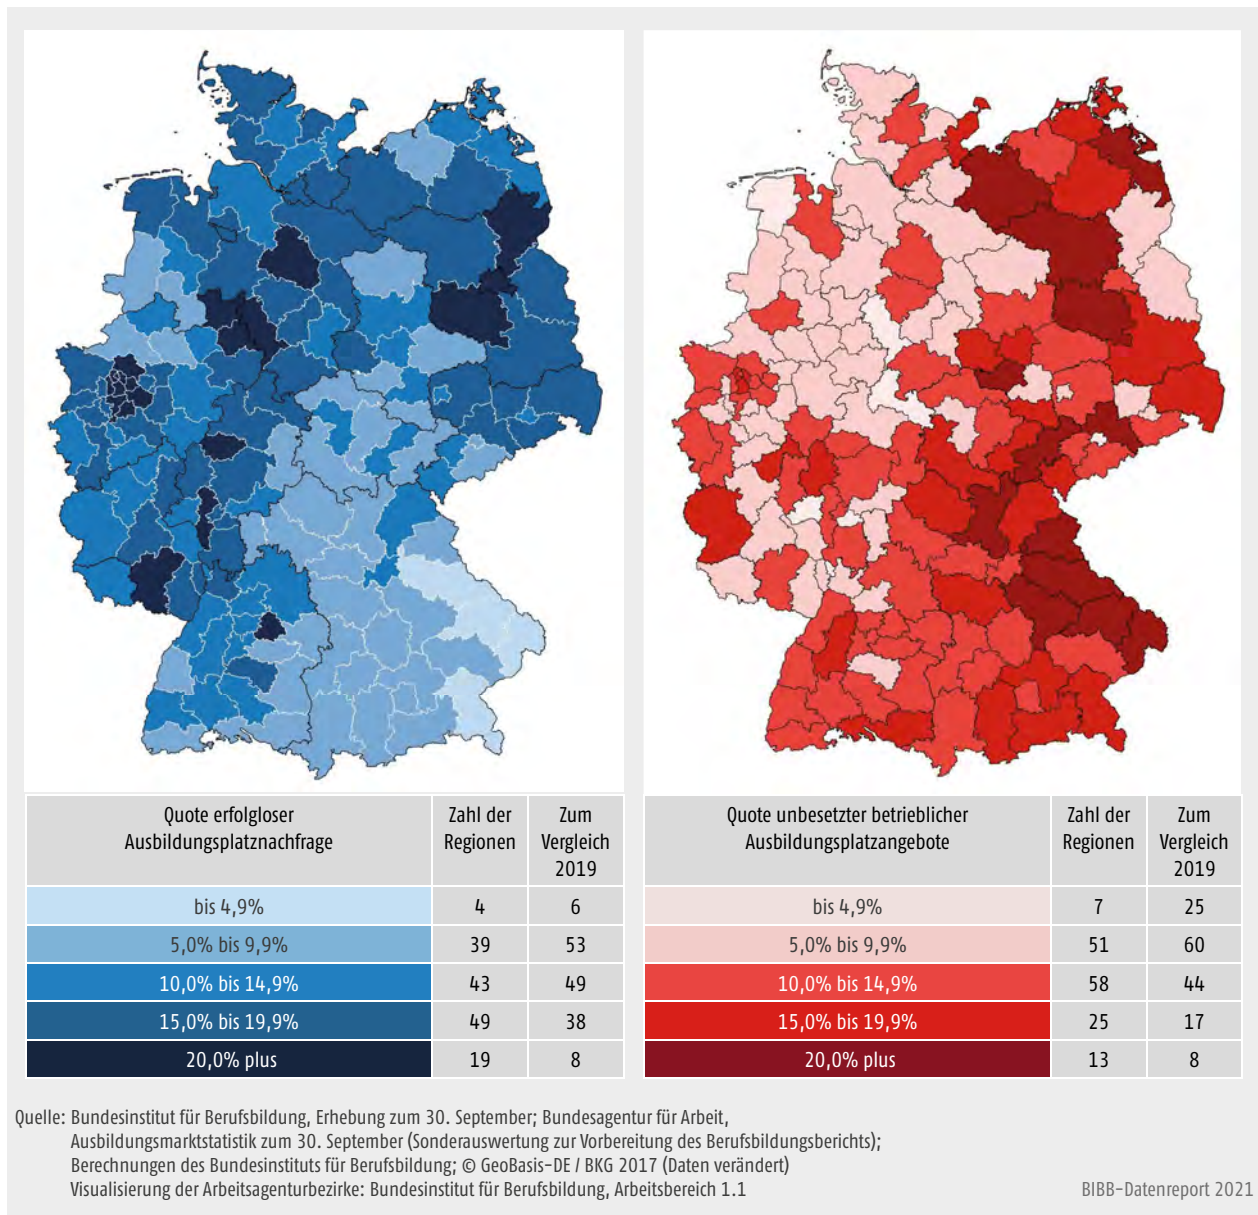 Quote erfolgloser
Ausbildungsplatznachfrage
Zahl der
Regionen
Zum
Vergleich
2019
bis 4,9% 4 6
5,0% bis 9,9% 39 53
10,0% bis 14,9% 43 49
15,0% bis 19,9% 49 38
20,0% plus 19 8
Quote unbesetzter betrieblicher
Ausbildungsplatzangebote
Zahl der
Regionen
Zum
Vergleich
2019
bis 4,9% 7 25
5,0% bis 9,9% 51 60
10,0% bis 14,9% 58 44
15,0% bis 19,9% 25 17
20,0% plus 13 8
Quelle: Bundesinstitut für Berufsbildung, Erhebung zum 30. September; Bundesagentur für Arbeit,
Ausbildungsmarktstatistik zum 30. September (Sonderauswertung zur Vorbereitung des Berufsbildungsberichts);
Berechnungen des Bundesinstituts für Berufsbildung; © GeoBasis-DE / BKG 2017 (Daten verändert)
Visualisierung der Arbeitsagenturbezirke: Bundesinstitut für Berufsbildung, Arbeitsbereich 1.1
BIBB-Datenreport 2021